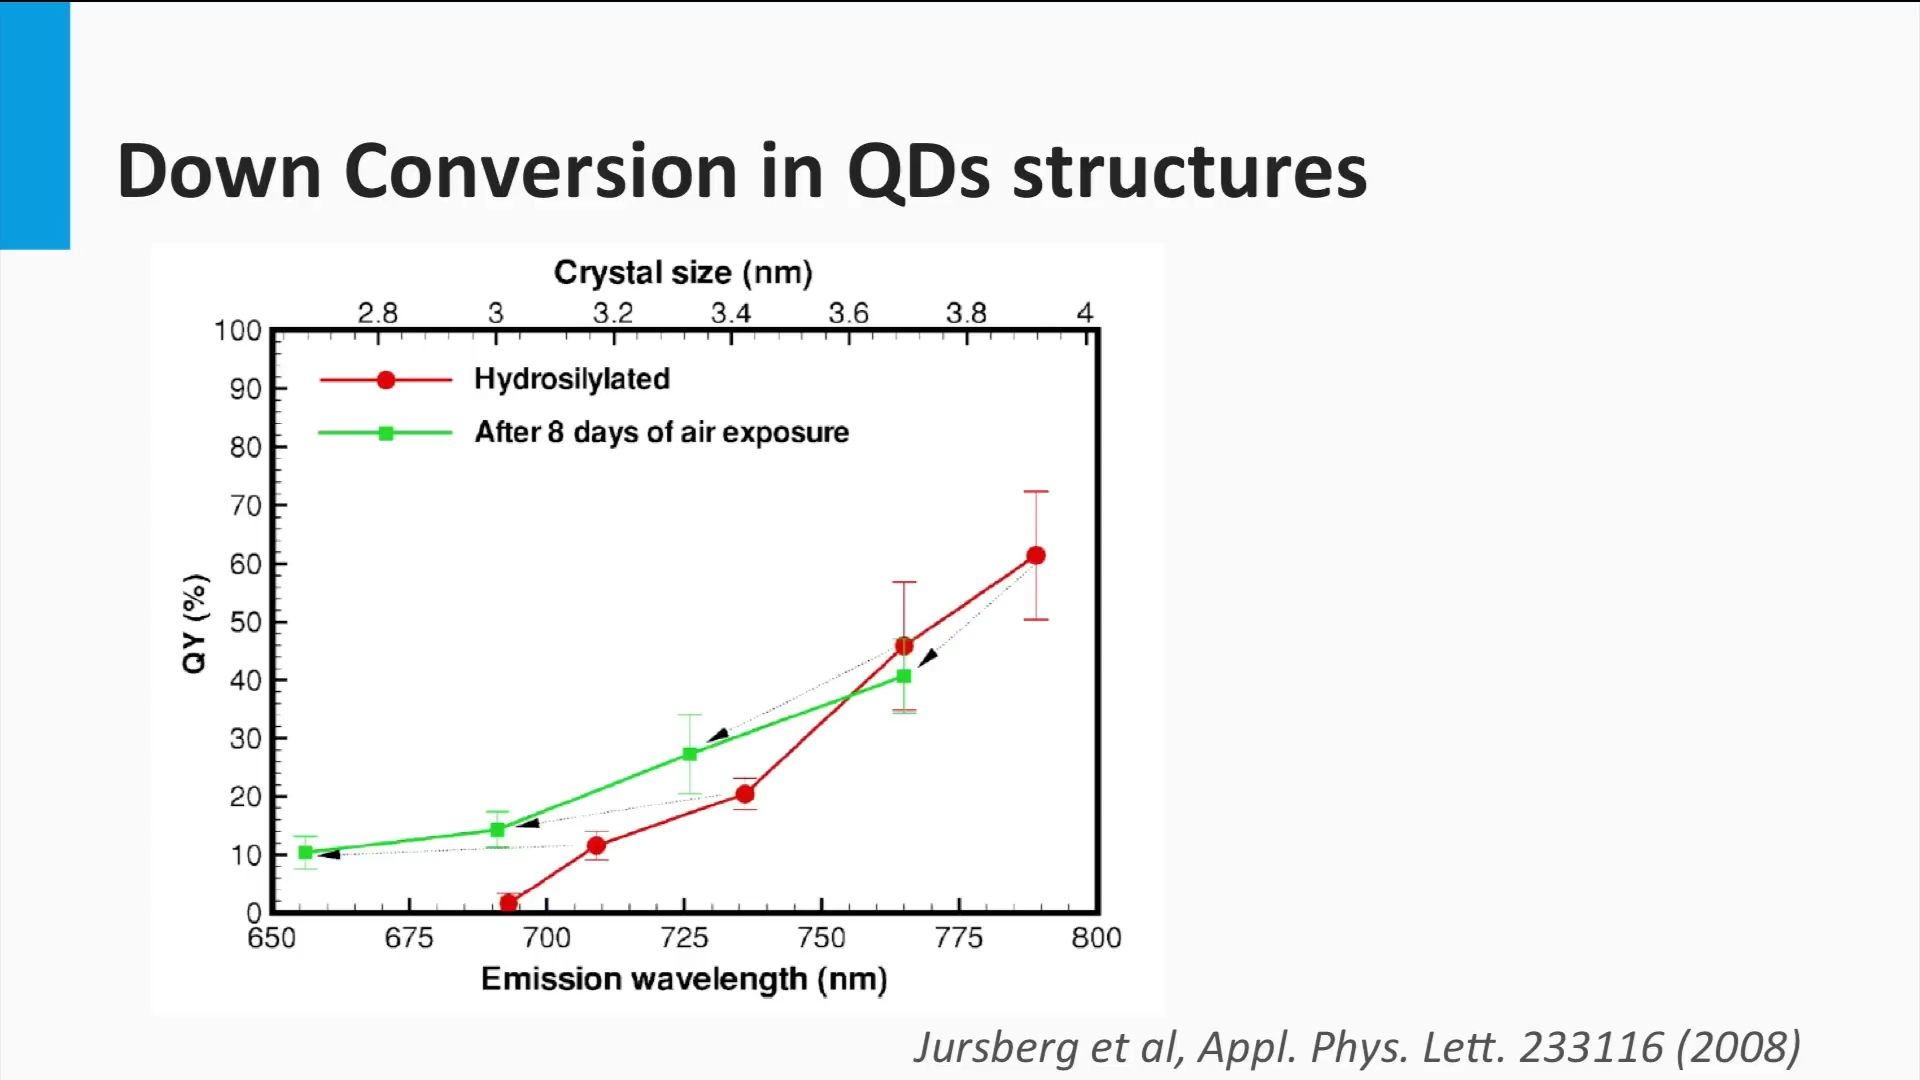 Down Conversion in QDs structures
Crystal size (nm)
2.8 3 3.2 3.4 3.6 3.8 4
100
Hydrosilylated
90
After 8 days of air exposure
80
70
60
50
QY (%)
40
30
20
10
0
650 675 700 725 750 775 800
Emission wavelength (nm)
Jursberg et al, Appl. Phys. Lett. 233116 (2008)